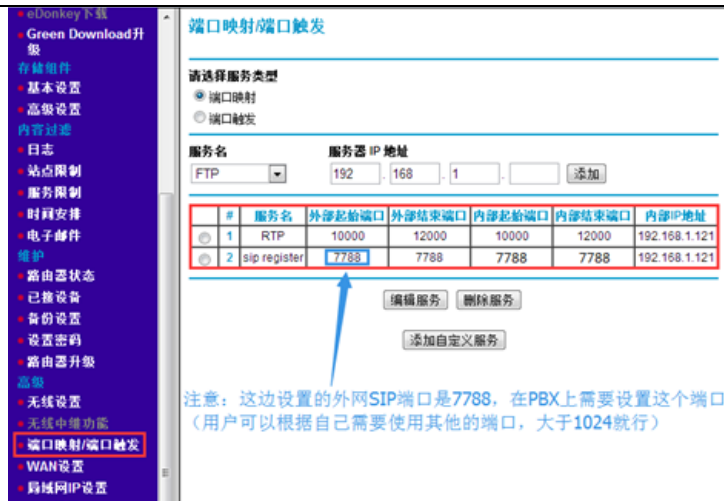 eDonkey下载
Green Download升
级
存储组件
基本设置
高级设置
内容过滤
日志
站点限制
服务限制
时间安排
电子邮件
维护
路由器状态
已接设备
备份设置
设置密码
路由器升级
高级
无线设置
无线中继功能
端口映射/端口触发
WAN设置
局域网IP设置
端口映射/端口触发
请选择服务类型
端口映射
端口触发
服务名 服务器 IP 地址
FTP 192 . 168 . 1 . 添加
# 服务名 外部起始端口 外部结束端口 内部起始端口 内部结束端口 内部IP地址
1 RTP 10000 12000 10000 12000 192.168.1.121
2 sip register 7788 7788 7788 7788 192.168.1.121
编辑服务 删除服务
添加自定义服务
注意：这边设置的外网SIP端口是7788，在PBX上需要设置这个端口
（用户可以根据自己需要使用其他的端口，大于1024就行）